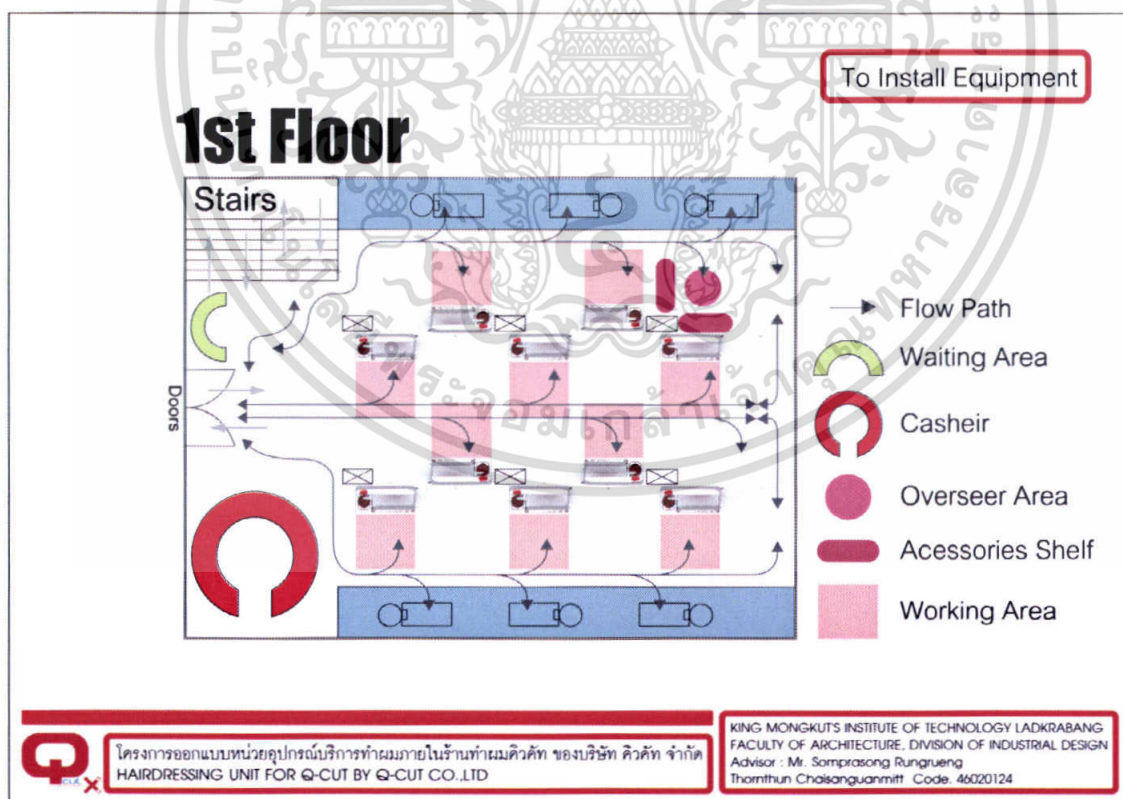 To Install Equipment
1st Floor
Stairs
Doors
Flow Path
Waiting Area
Casheir
Overseer Area
Acessories Shelf
Working Area
โครงการออกแบบหน่วยอุปกรณ์บริการทำผมภายในร้านทำผมคิวคัท ของบริษัท คิวคัท จำกัด
HAIRDRESSING UNIT FOR Q-CUT BY Q-CUT CO.,LTD
KING MONGKUT'S INSTITUTE OF TECHNOLOGY LADKRABANG
FACULTY OF ARCHITECTURE, DIVISION OF INDUSTRIAL DESIGN
Advisor : Mr. Somprasong Rungrueng
Thornthun Chaisanguanmitt Code. 46020124